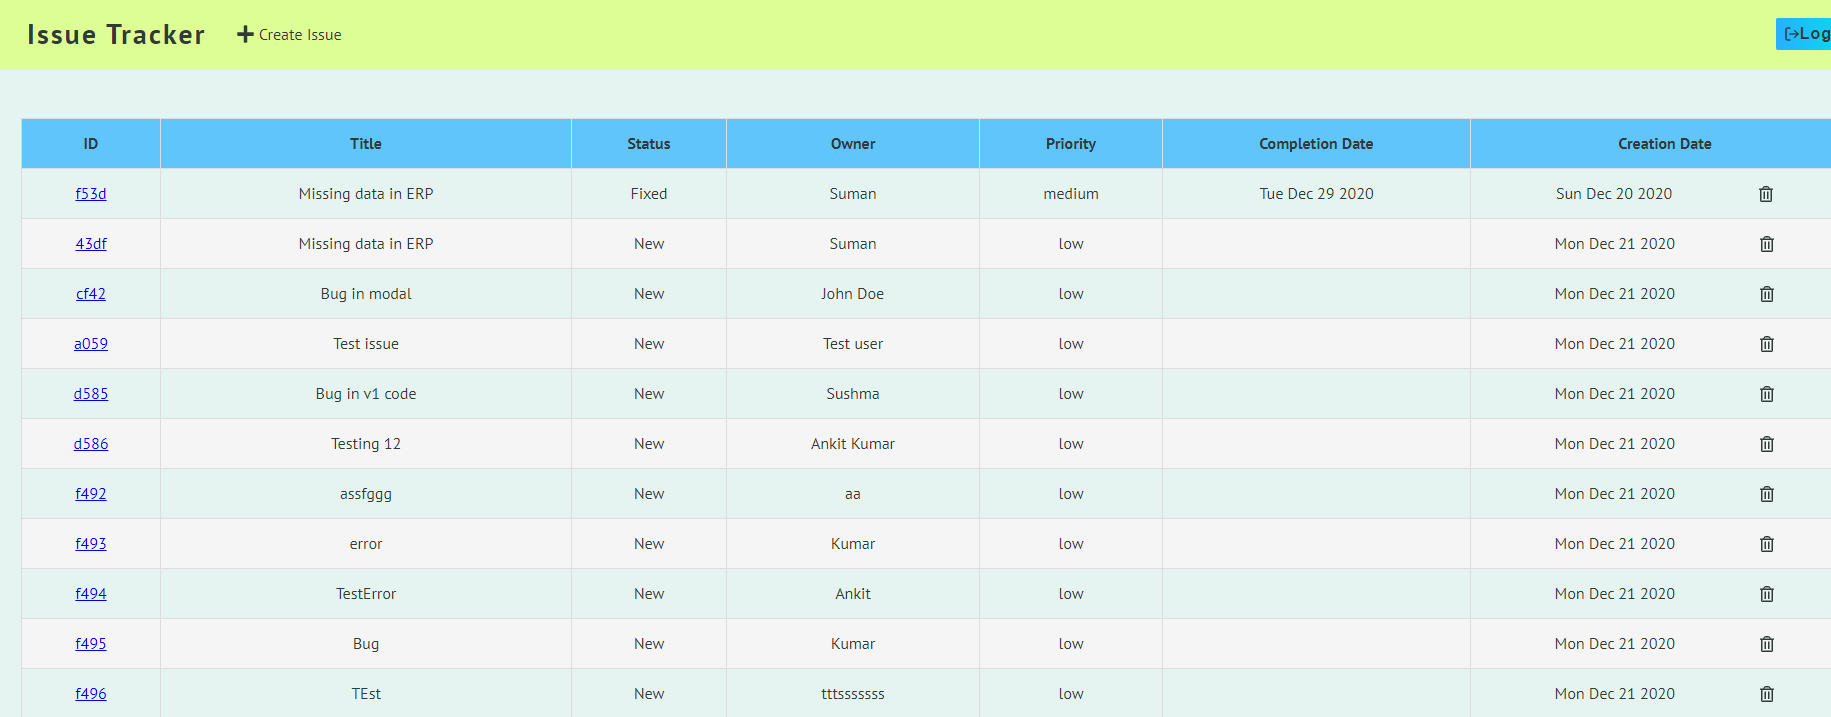 Issue Tracker Create Issue Log
ID Title Status Owner Priority Completion Date Creation Date
f53d Missing data in ERP Fixed Suman medium Tue Dec 29 2020 Sun Dec 20 2020
43df Missing data in ERP New Suman low Mon Dec 21 2020
cf42 Bug in modal New John Doe low Mon Dec 21 2020
a059 Test issue New Test user low Mon Dec 21 2020
d585 Bug in v1 code New Sushma low Mon Dec 21 2020
d586 Testing 12 New Ankit Kumar low Mon Dec 21 2020
f492 assfggg New aa low Mon Dec 21 2020
f493 error New Kumar low Mon Dec 21 2020
f494 TestError New Ankit low Mon Dec 21 2020
f495 Bug New Kumar low Mon Dec 21 2020
f496 TEst New tttsssssss low Mon Dec 21 2020